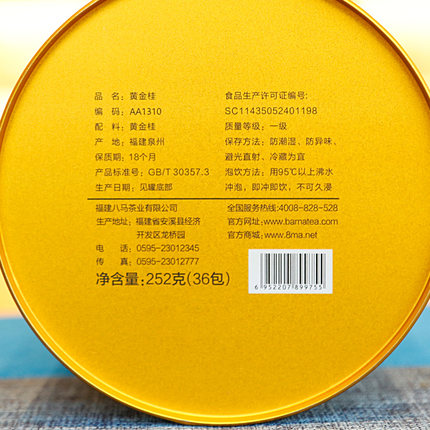 品　名：黄金桂
编　码：AA1310
配　料：黄金桂
产　地：福建泉州
保质期：18个月
产品标准号：GB/T 30357.3
生产日期：见罐底部
食品生产许可证编号：
SC11435052401198
质量等级：一级
保存方法：防潮湿、防异味、
避光直射、冷藏为宜
泡饮方法：用95℃以上沸水
冲泡，即冲即饮，不可久浸
福建八马茶业有限公司
生产地址：福建省安溪县经济
开发区龙桥园
电　话：0595-23012345
传　真：0595-23012777
全国服务热线：4008-828-528
官方网站：www.bamatea.com
官方商城：www.8ma.net
净含量：252克(36包)
6 952207 899755